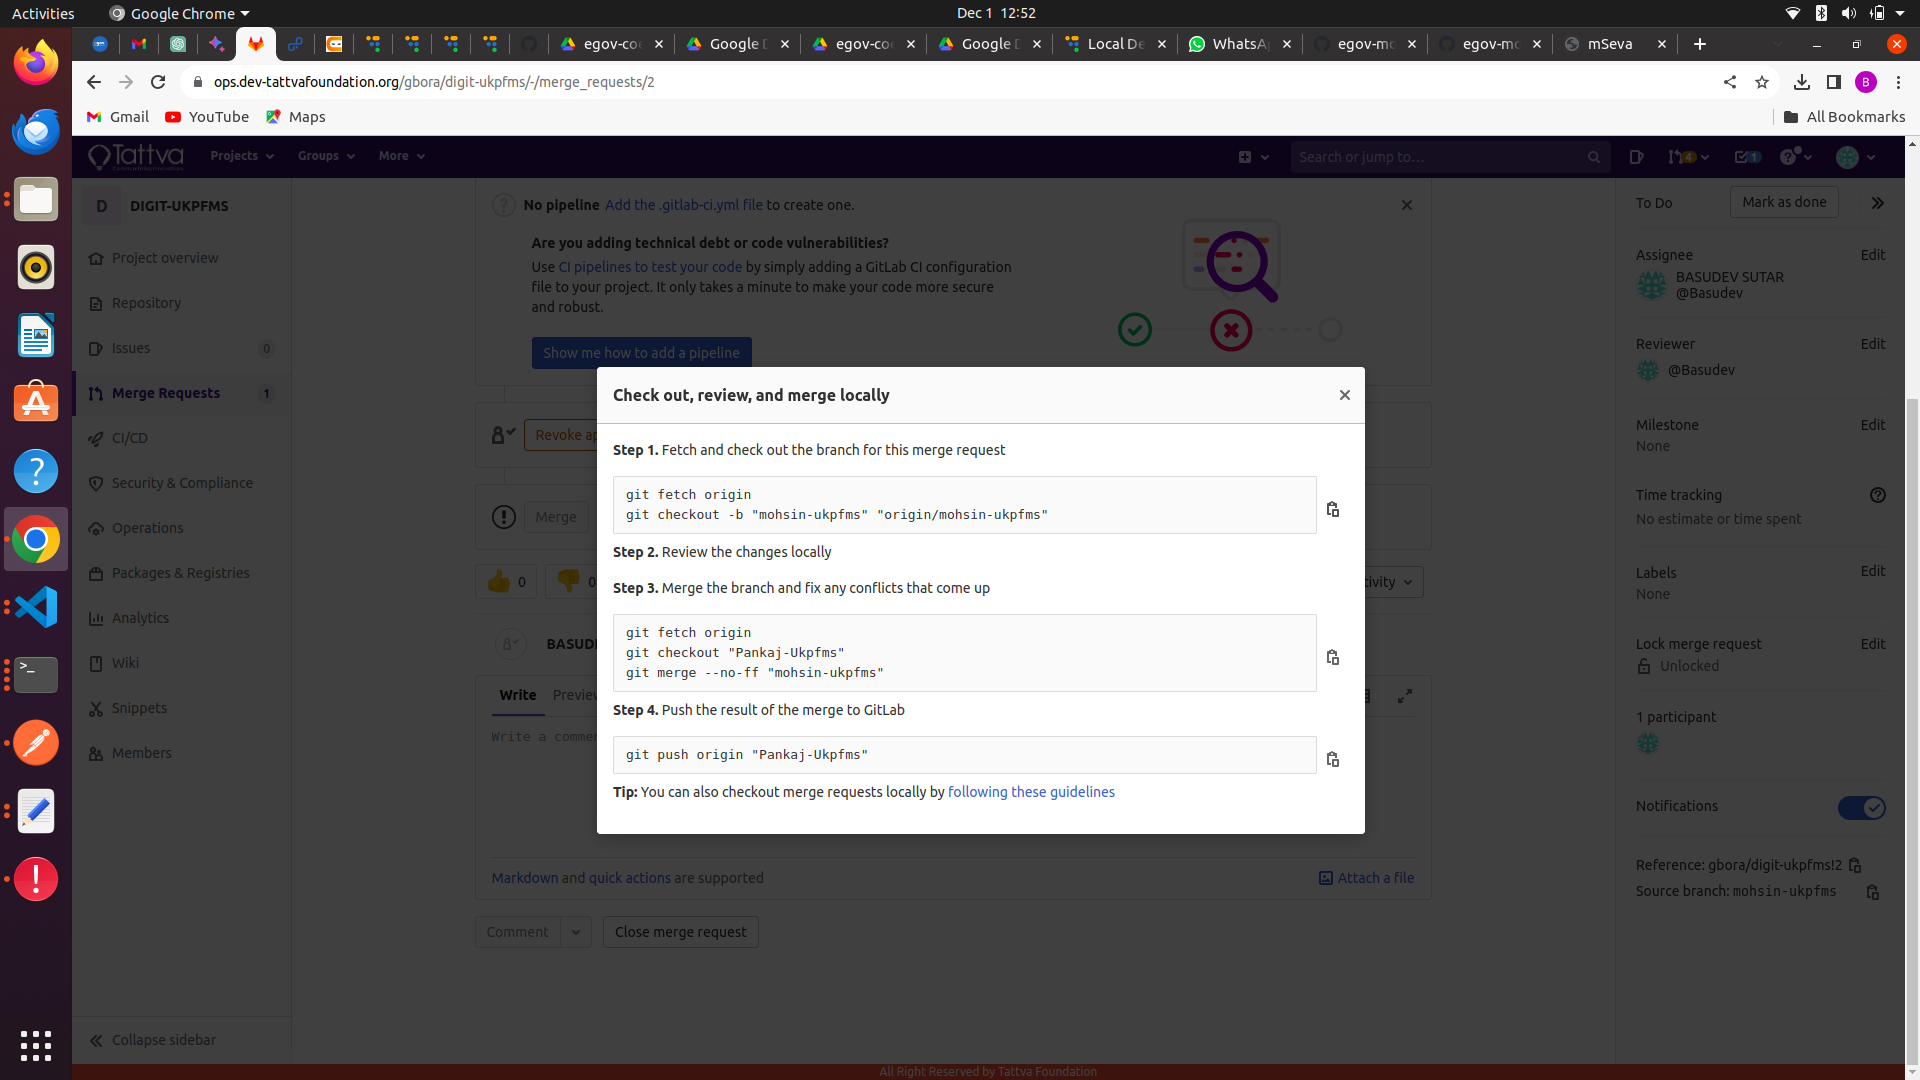 Activities
Google Chrome
Dec 1 12:52
egov-co
Google D
egov-co
Google D
Local De
WhatsA
egov-mo
egov-mo
mSeva
ops.dev-tattvafoundation.org/gbora/digit-ukpfms/-/merge_requests/2
B
Gmail
YouTube
Maps
All Bookmarks
Tattva
Projects
Groups
More
Search or jump to…
4
1
D
DIGIT-UKPFMS
Project overview
Repository
Issues
0
Merge Requests
1
CI/CD
Security & Compliance
Operations
Packages & Registries
Analytics
Wiki
Snippets
Members
Collapse sidebar
No pipeline Add the .gitlab-ci.yml file to create one.
Are you adding technical debt or code vulnerabilities?
Use CI pipelines to test your code by simply adding a GitLab CI configuration
file to your project. It only takes a minute to make your code more secure
and robust.
Show me how to add a pipeline
Revoke ap
Merge
0
0
tivity
BASUDE
Write
Preview
Write a comme
Markdown and quick actions are supported
Attach a file
Comment
Close merge request
Check out, review, and merge locally
Step 1. Fetch and check out the branch for this merge request
git fetch origin
git checkout -b "mohsin-ukpfms" "origin/mohsin-ukpfms"
Step 2. Review the changes locally
Step 3. Merge the branch and fix any conflicts that come up
git fetch origin
git checkout "Pankaj-Ukpfms"
git merge --no-ff "mohsin-ukpfms"
Step 4. Push the result of the merge to GitLab
git push origin "Pankaj-Ukpfms"
Tip: You can also checkout merge requests locally by following these guidelines
To Do
Mark as done
Assignee
Edit
BASUDEV SUTAR
@Basudev
Reviewer
Edit
@Basudev
Milestone
Edit
None
Time tracking
No estimate or time spent
Labels
Edit
None
Lock merge request
Edit
Unlocked
1 participant
Notifications
Reference: gbora/digit-ukpfms!2
Source branch: mohsin-ukpfms
All Right Reserved by Tattva Foundation